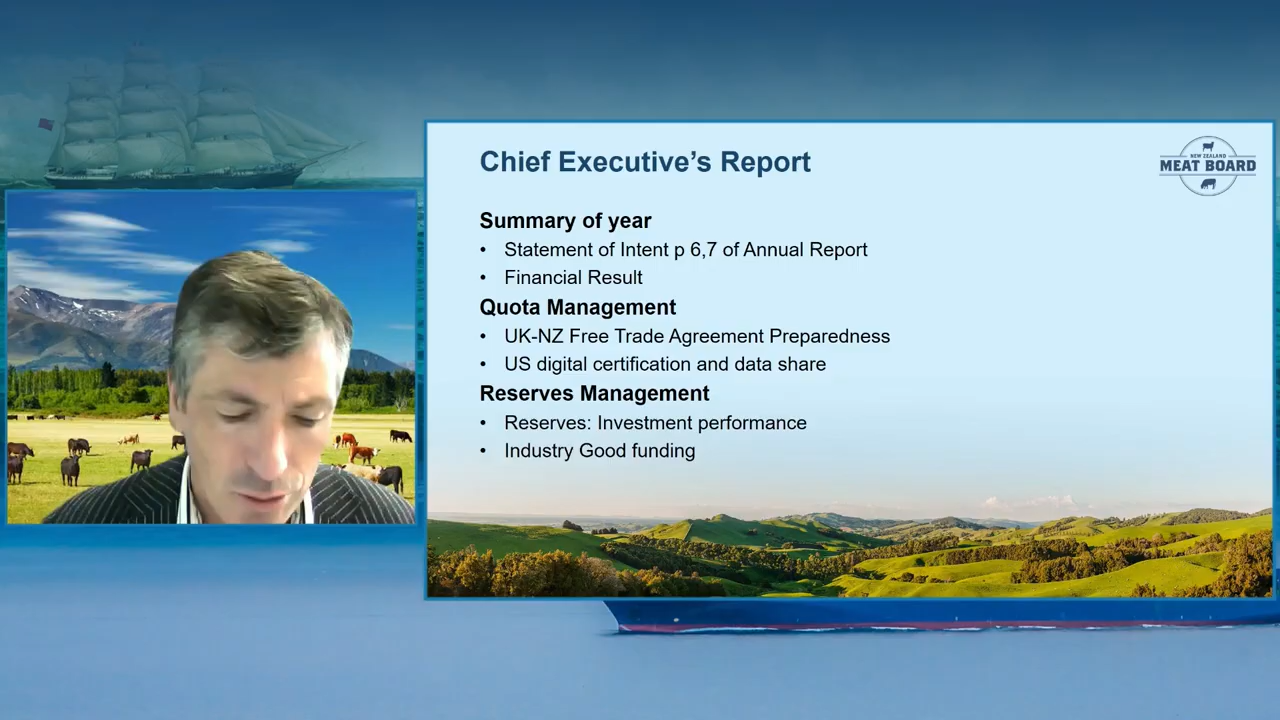 Chief Executive’s Report
NEW ZEALAND
MEAT BOARD
Summary of year
• Statement of Intent p 6,7 of Annual Report
• Financial Result
Quota Management
• UK-NZ Free Trade Agreement Preparedness
• US digital certification and data share
Reserves Management
• Reserves: Investment performance
• Industry Good funding